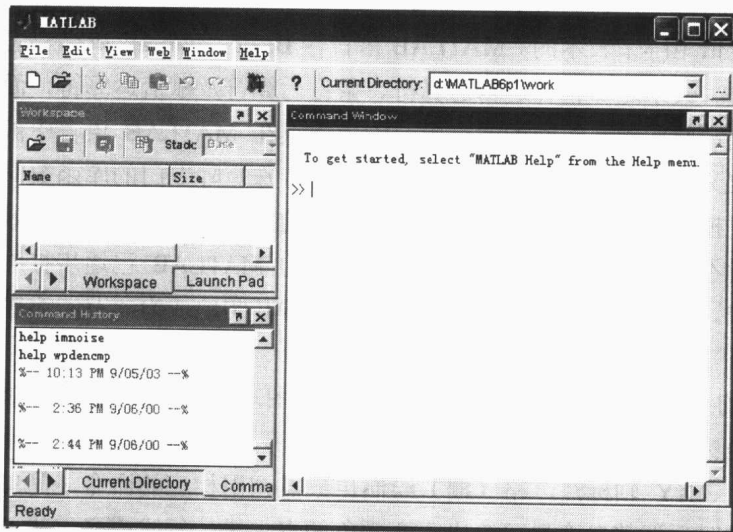 MATLAB
File Edit View Web Window Help
? Current Directory: d:\MATLAB6p1\work ...
Workspace
Stack: Base
Name Size
Workspace Launch Pad
Command History
help imnoise
help wpdencmp
%-- 10:13 PM 9/05/03 --%
%-- 2:36 PM 9/06/00 --%
%-- 2:44 PM 9/06/00 --%
Current Directory Comma
Command Window
To get started, select "MATLAB Help" from the Help menu.
>>
Ready